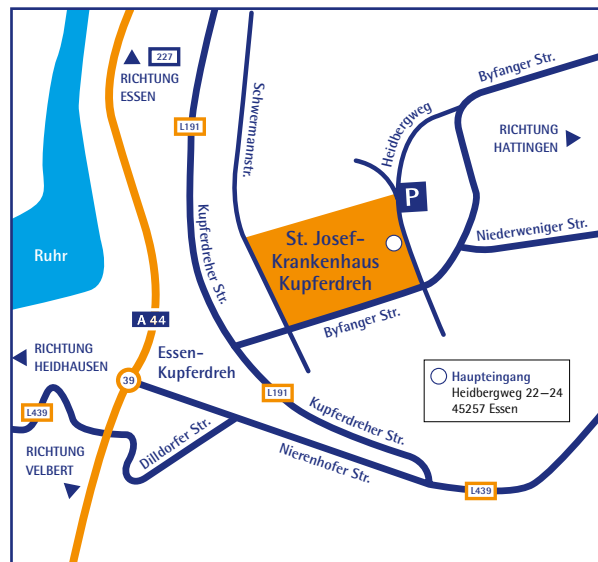 227
RICHTUNG
ESSEN
Schwermannstr.
Byfanger Str.
L191
Heidbergweg
RICHTUNG
HATTINGEN
P
Kupferdreher Str.
St. Josef-
Krankenhaus
Kupferdreh
Niederweniger Str.
Ruhr
A 44
Byfanger Str.
RICHTUNG
HEIDHAUSEN
Essen-
Kupferdreh
39
L191
Haupteingang
Heidbergweg 22–24
45257 Essen
L439
Kupferdreher Str.
Dilldorfer Str.
Nierenhofer Str.
RICHTUNG
VELBERT
L439